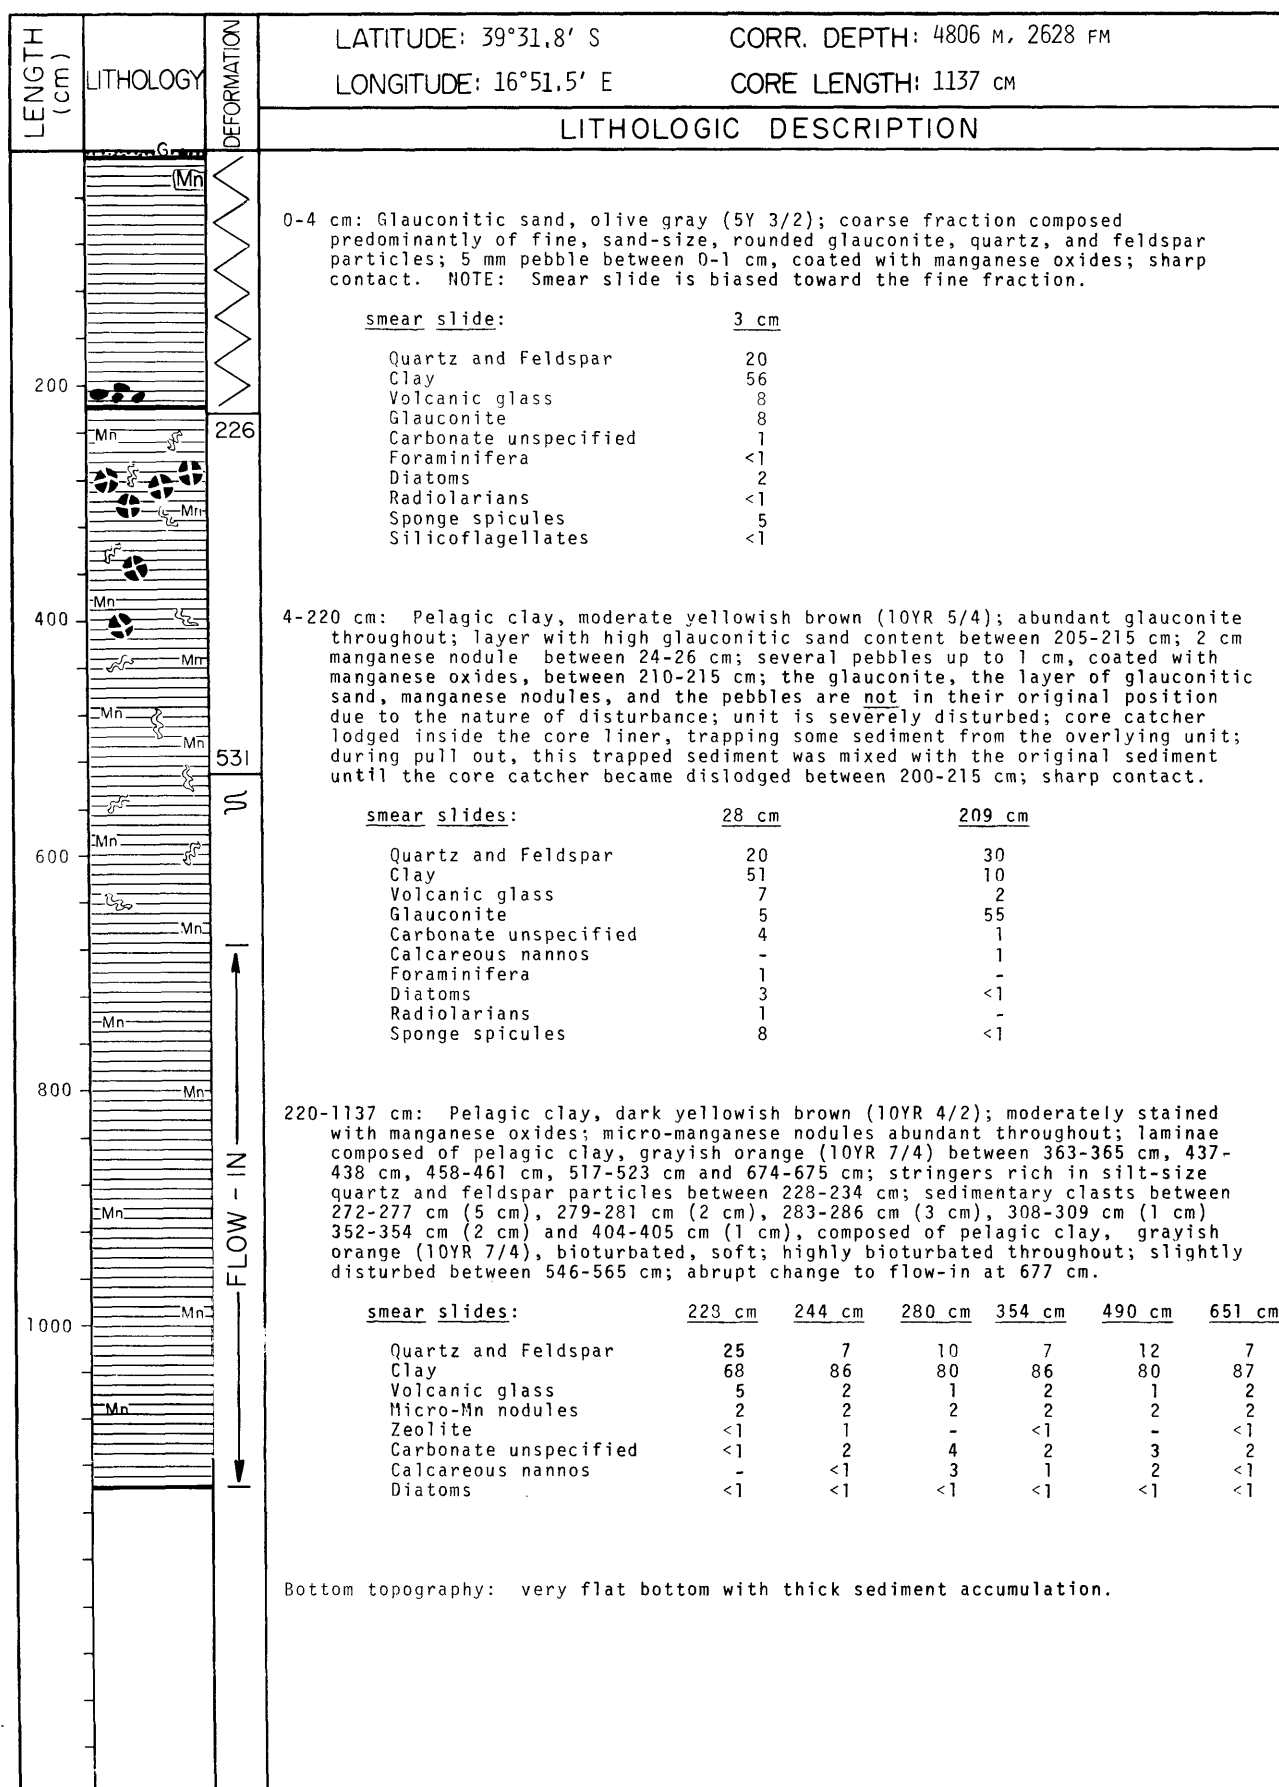 LENGTH (cm)
LITHOLOGY
DEFORMATION
LATITUDE: 39°31.8' S CORR. DEPTH: 4806 M, 2628 FM
LONGITUDE: 16°51.5' E CORE LENGTH: 1137 CM
LITHOLOGIC DESCRIPTION
G
Mn
0-4 cm: Glauconitic sand, olive gray (5Y 3/2); coarse fraction composed
predominantly of fine, sand-size, rounded glauconite, quartz, and feldspar
particles; 5 mm pebble between 0-1 cm, coated with manganese oxides; sharp
contact. NOTE: Smear slide is biased toward the fine fraction.
smear slide: 3 cm
Quartz and Feldspar 20
Clay 56
Volcanic glass 8
Glauconite 8
Carbonate unspecified 1
Foraminifera <1
Diatoms 2
Radiolarians <1
Sponge spicules 5
Silicoflagellates <1
200
Mn
226
Mn
Mn
400
Mn
Mn
Mn
531
4-220 cm: Pelagic clay, moderate yellowish brown (10YR 5/4); abundant glauconite
throughout; layer with high glauconitic sand content between 205-215 cm; 2 cm
manganese nodule between 24-26 cm; several pebbles up to 1 cm, coated with
manganese oxides, between 210-215 cm; the glauconite, the layer of glauconitic
sand, manganese nodules, and the pebbles are not in their original position
due to the nature of disturbance; unit is severely disturbed; core catcher
lodged inside the core liner, trapping some sediment from the overlying unit;
during pull out, this trapped sediment was mixed with the original sediment
until the core catcher became dislodged between 200-215 cm; sharp contact.
smear slides: 28 cm 209 cm
Quartz and Feldspar 20 30
Clay 51 10
Volcanic glass 7 2
Glauconite 5 55
Carbonate unspecified 4 1
Calcareous nannos - 1
Foraminifera 1 -
Diatoms 3 <1
Radiolarians 1 -
Sponge spicules 8 <1
Mn
600
Mn
Mn
800
Mn
Mn
Mn
1000
Mn
FLOW - IN
220-1137 cm: Pelagic clay, dark yellowish brown (10YR 4/2); moderately stained
with manganese oxides; micro-manganese nodules abundant throughout; laminae
composed of pelagic clay, grayish orange (10YR 7/4) between 363-365 cm, 437-
438 cm, 458-461 cm, 517-523 cm and 674-675 cm; stringers rich in silt-size
quartz and feldspar particles between 228-234 cm; sedimentary clasts between
272-277 cm (5 cm), 279-281 cm (2 cm), 283-286 cm (3 cm), 308-309 cm (1 cm)
352-354 cm (2 cm) and 404-405 cm (1 cm), composed of pelagic clay, grayish
orange (10YR 7/4), bioturbated, soft; highly bioturbated throughout; slightly
disturbed between 546-565 cm; abrupt change to flow-in at 677 cm.
smear slides: 223 cm 244 cm 280 cm 354 cm 490 cm 651 cm
Quartz and Feldspar 25 7 10 7 12 7
Clay 68 86 80 86 80 87
Volcanic glass 5 2 1 2 1 2
Micro-Mn nodules 2 2 2 2 2 2
Zeolite <1 1 - <1 - <1
Carbonate unspecified <1 2 4 2 3 2
Calcareous nannos - <1 3 1 2 <1
Diatoms <1 <1 <1 <1 <1 <1
Bottom topography: very flat bottom with thick sediment accumulation.